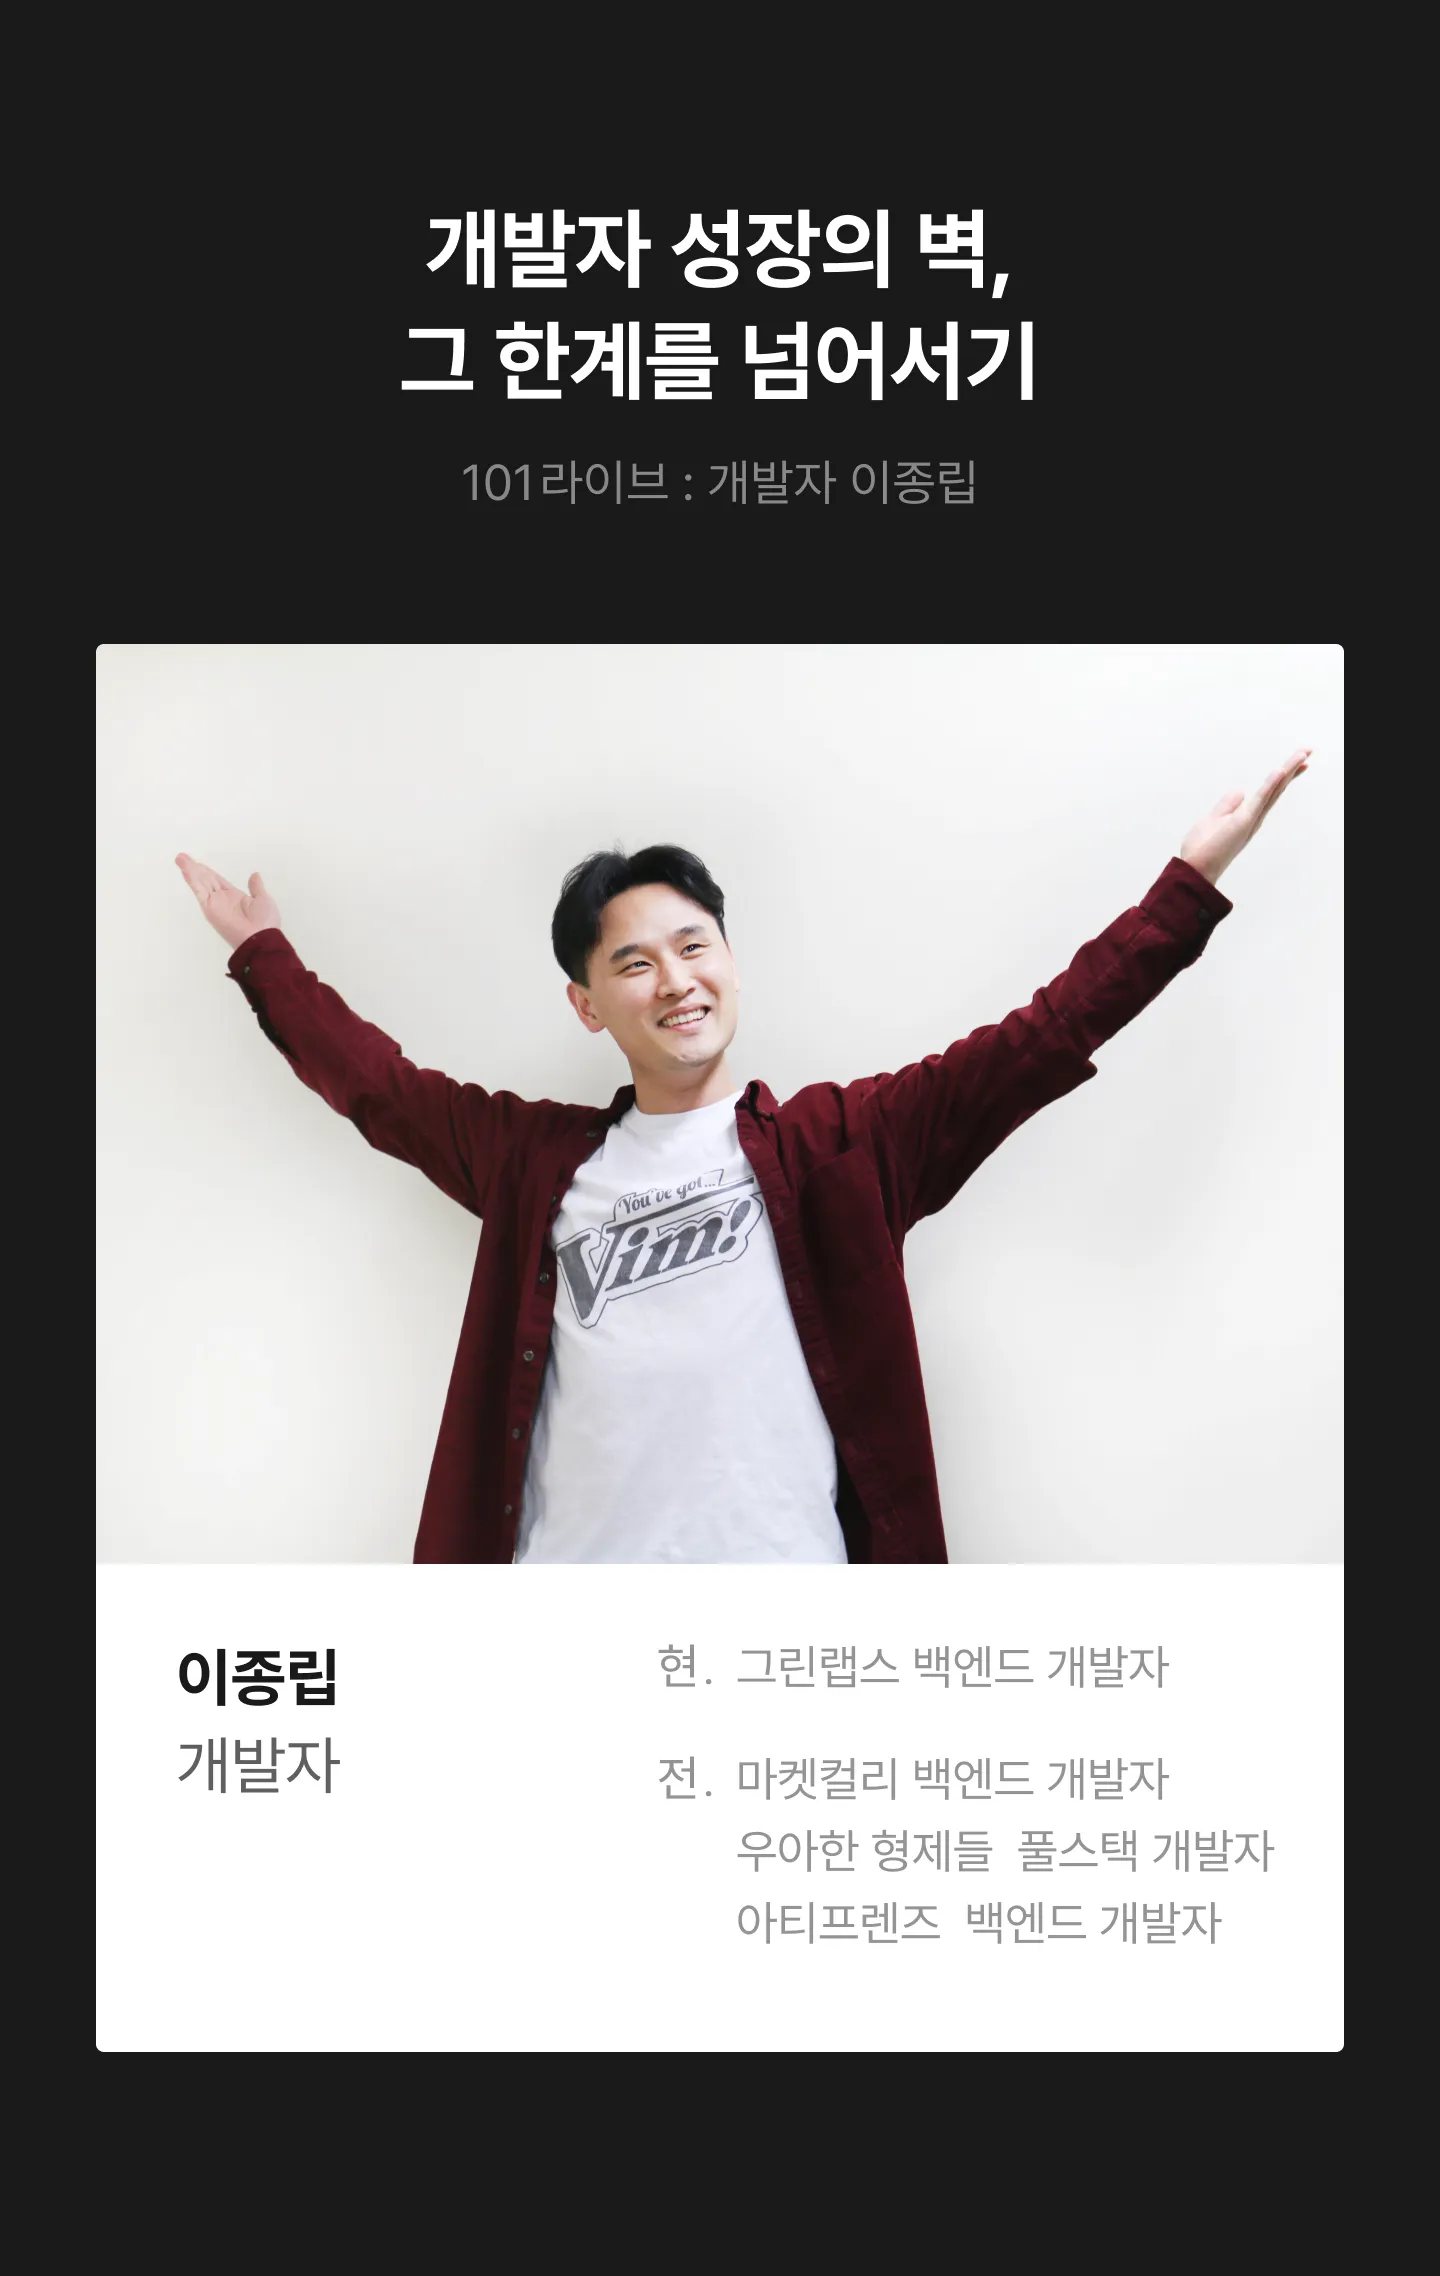 개발자 성장의 벽,
그 한계를 넘어서기
101라이브 : 개발자 이종립
You've got...
Vim!
이종립
개발자
현. 그린랩스 백엔드 개발자
전. 마켓컬리 백엔드 개발자
우아한 형제들 풀스택 개발자
아티프렌즈 백엔드 개발자